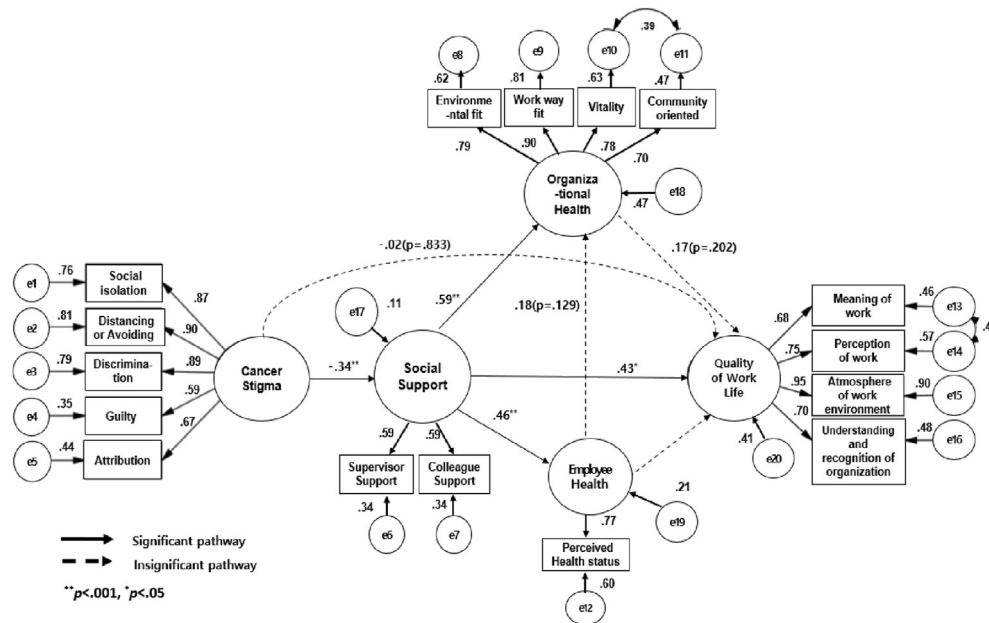 .39
e8
e9
e10
e11
.62
.81
.63
.47
Environme
-ntal fit
Work way
fit
Vitality
Community
oriented
.79
.90
.78
.70
Organiza
-tional
Health
e18
.47
-.02(p=.833)
.17(p=.202)
e1
.76
Social
isolation
.87
e2
.81
Distancing
or Avoiding
.90
e3
.79
Discrimina-
tion
.89
e4
.35
Guilty
.59
e5
.44
Attribution
.67
Cancer
Stigma
-.34**
e17
.11
.59**
.18(p=.129)
Social
Support
.43*
.46**
.59
.59
Supervisor
Support
Colleague
Support
.34
.34
e6
e7
Quality
of Work
Life
.68
Meaning of
work
.46
e13
.75
Perception
of work
.57
e14
.95
Atmosphere
of work
environment
.90
e15
.70
Understanding
and
recognition of
organization
.48
e16
.41
e20
Employee
Health
.21
e19
.77
Perceived
Health status
.60
e12
Significant pathway
Insignificant pathway
**p<.001, *p<.05